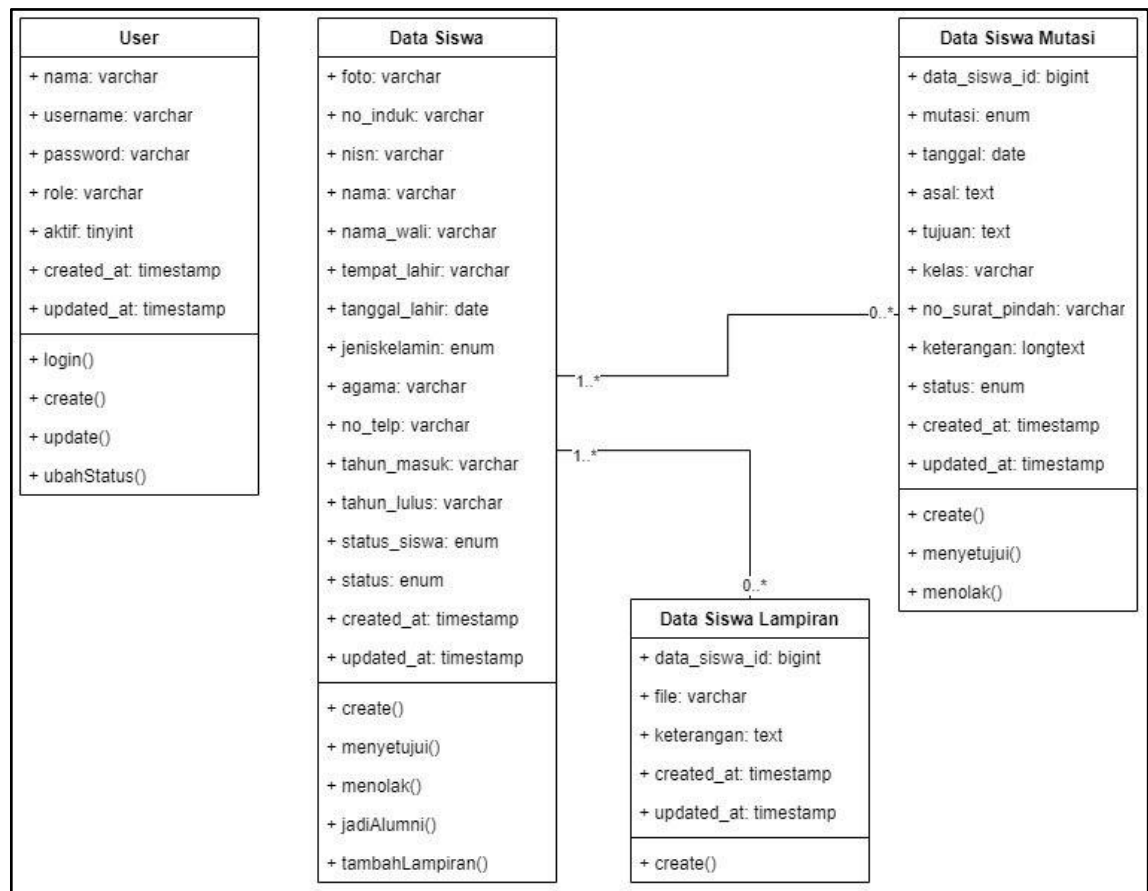 User
+ nama: varchar
+ username: varchar
+ password: varchar
+ role: varchar
+ aktif: tinyint
+ created_at: timestamp
+ updated_at: timestamp
+ login()
+ create()
+ update()
+ ubahStatus()
Data Siswa
+ foto: varchar
+ no_induk: varchar
+ nisn: varchar
+ nama: varchar
+ nama_wali: varchar
+ tempat_lahir: varchar
+ tanggal_lahir: date
+ jeniskelamin: enum
+ agama: varchar
+ no_telp: varchar
+ tahun_masuk: varchar
+ tahun_lulus: varchar
+ status_siswa: enum
+ status: enum
+ created_at: timestamp
+ updated_at: timestamp
+ create()
+ menyetujui()
+ menolak()
+ jadiAlumni()
+ tambahLampiran()
1..*
0..*
1..*
0..*
Data Siswa Lampiran
+ data_siswa_id: bigint
+ file: varchar
+ keterangan: text
+ created_at: timestamp
+ updated_at: timestamp
+ create()
Data Siswa Mutasi
+ data_siswa_id: bigint
+ mutasi: enum
+ tanggal: date
+ asal: text
+ tujuan: text
+ kelas: varchar
+ no_surat_pindah: varchar
+ keterangan: longtext
+ status: enum
+ created_at: timestamp
+ updated_at: timestamp
+ create()
+ menyetujui()
+ menolak()